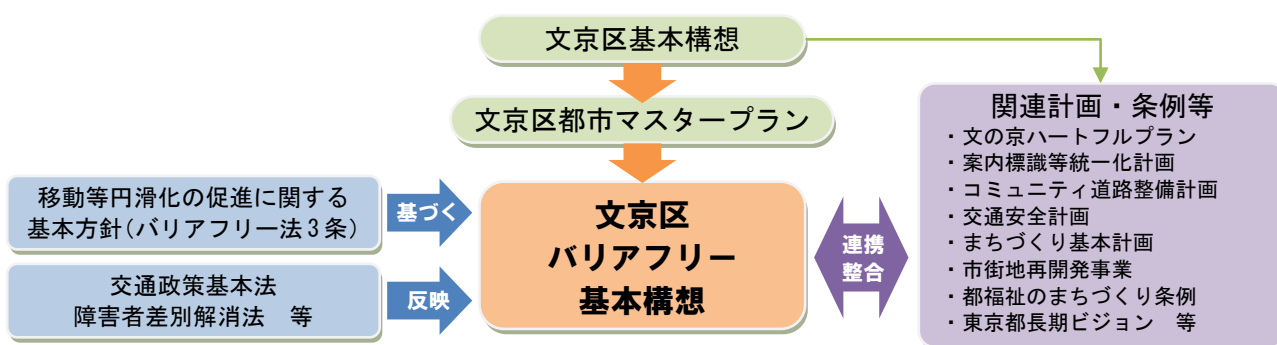 文京区基本構想
文京区都市マスタープラン
移動等円滑化の促進に関する
基本方針(バリアフリー法3条)
基づく
交通政策基本法
障害者差別解消法　等
反映
文京区
バリアフリー
基本構想
連携
整合
関連計画・条例等
・文の京ハートフルプラン
・案内標識等統一化計画
・コミュニティ道路整備計画
・交通安全計画
・まちづくり基本計画
・市街地再開発事業
・都福祉のまちづくり条例
・東京都長期ビジョン　等